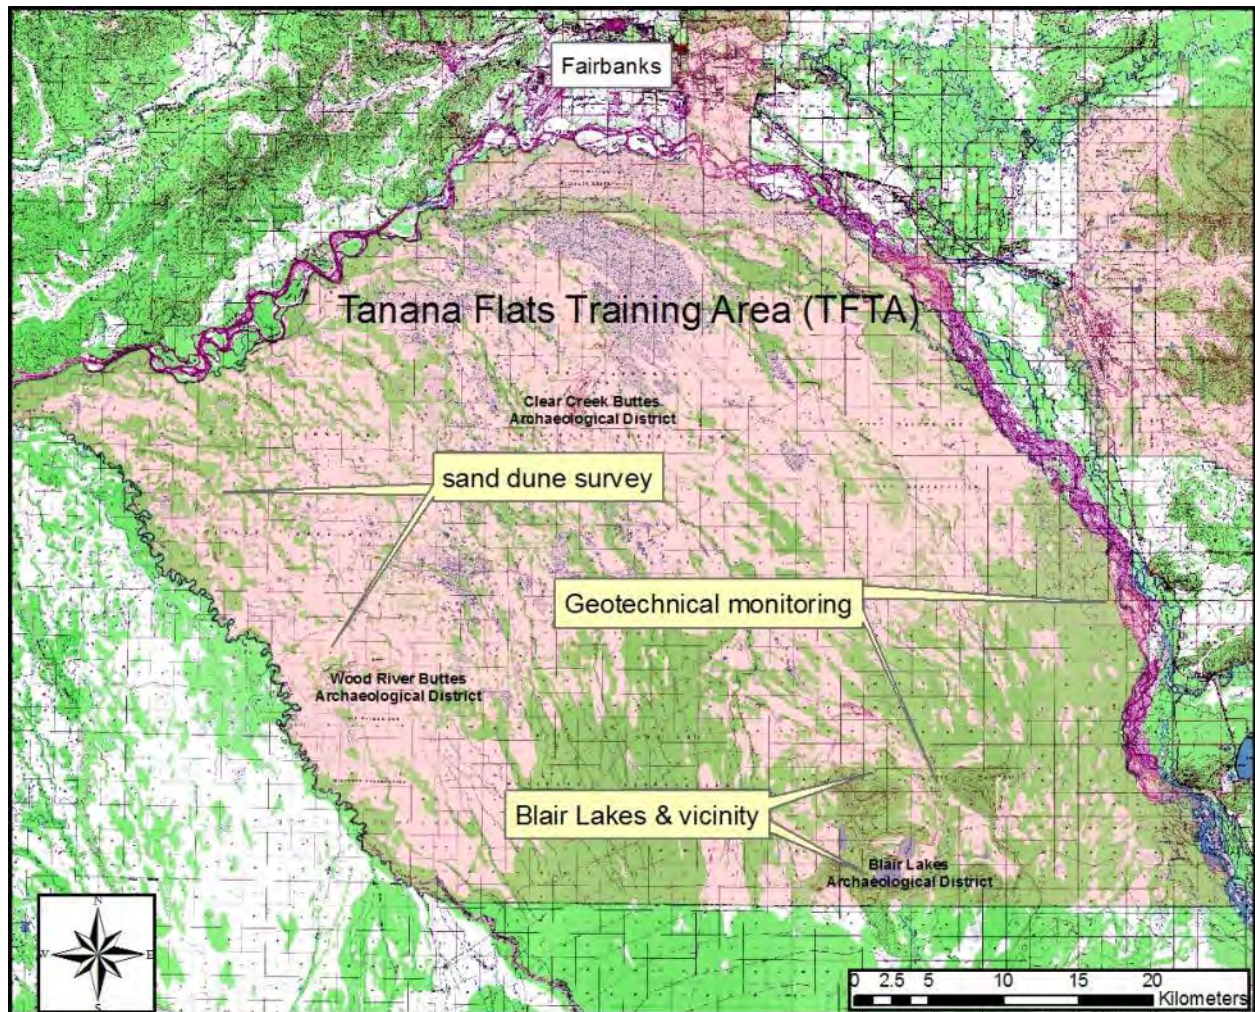 Fairbanks
Tanana Flats Training Area (TFTA)
Clear Creek Buttes
Archaeological District
sand dune survey
Geotechnical monitoring
Wood River Buttes
Archaeological District
Blair Lakes & vicinity
Blair Lakes
Archaeological District
N
W E
S
0 2.5 5 10 15 20
Kilometers